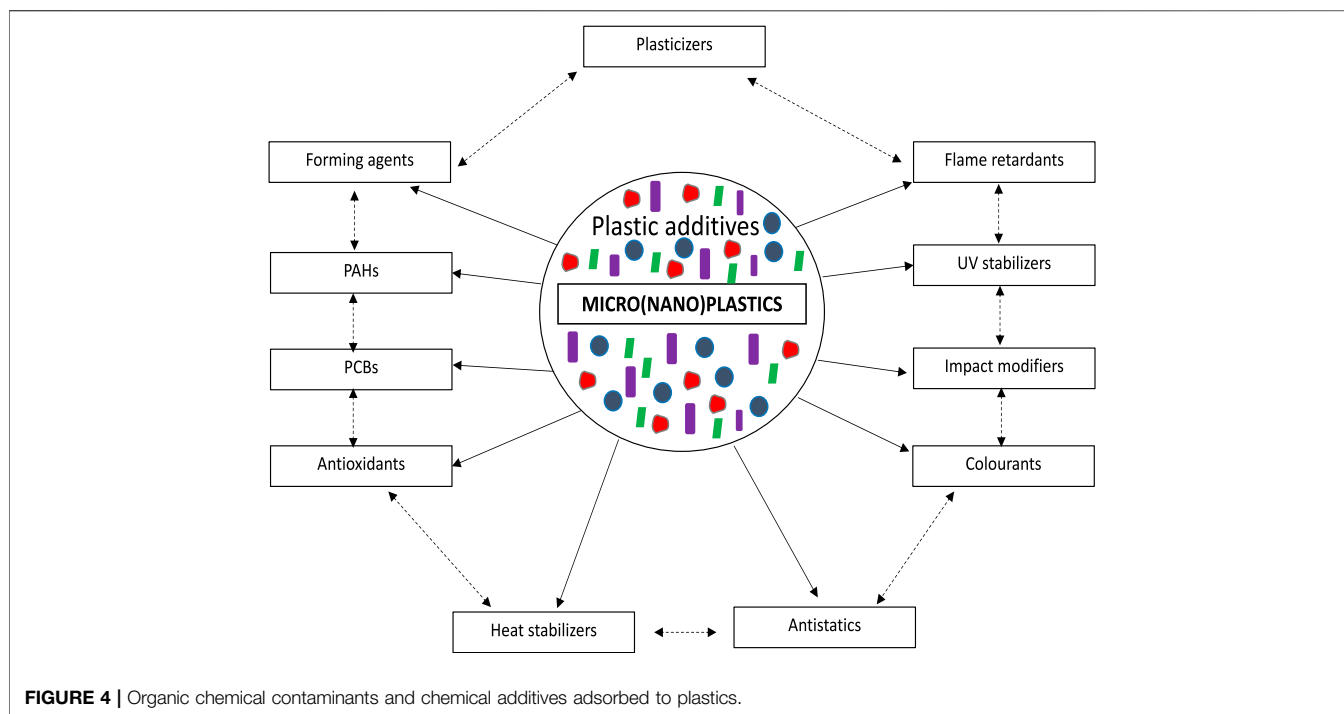 Plasticizers
Forming agents
Flame retardants
Plastic additives
PAHs
UV stabilizers
MICRO(NANO)PLASTICS
PCBs
Impact modifiers
Antioxidants
Colourants
Heat stabilizers
Antistatics
FIGURE 4 | Organic chemical contaminants and chemical additives adsorbed to plastics.